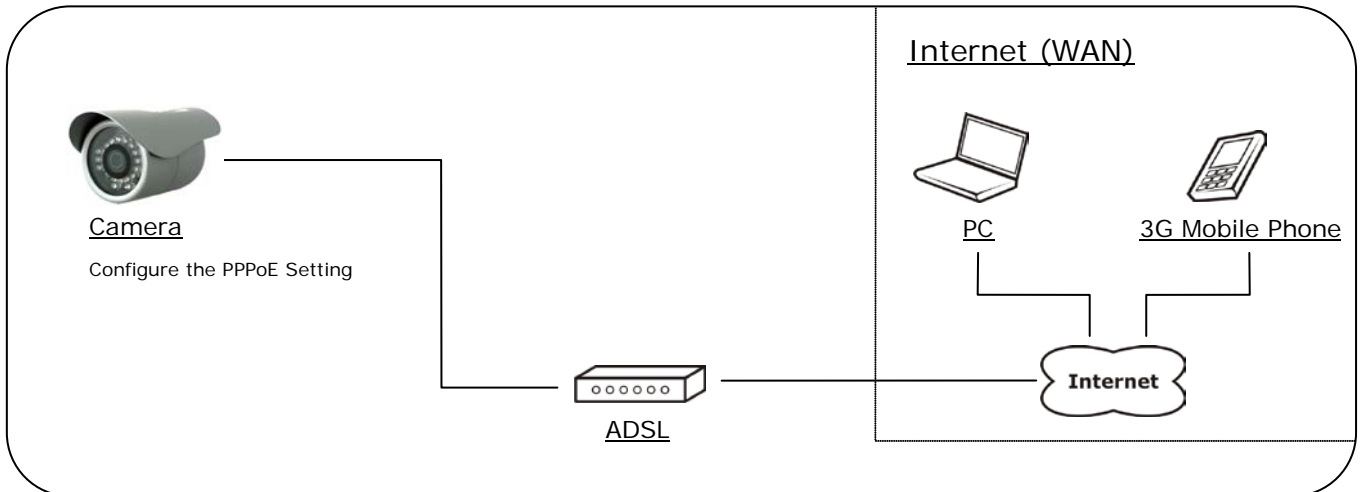 Internet (WAN)
Camera
Configure the PPPoE Setting
PC
3G Mobile Phone
Internet
ADSL